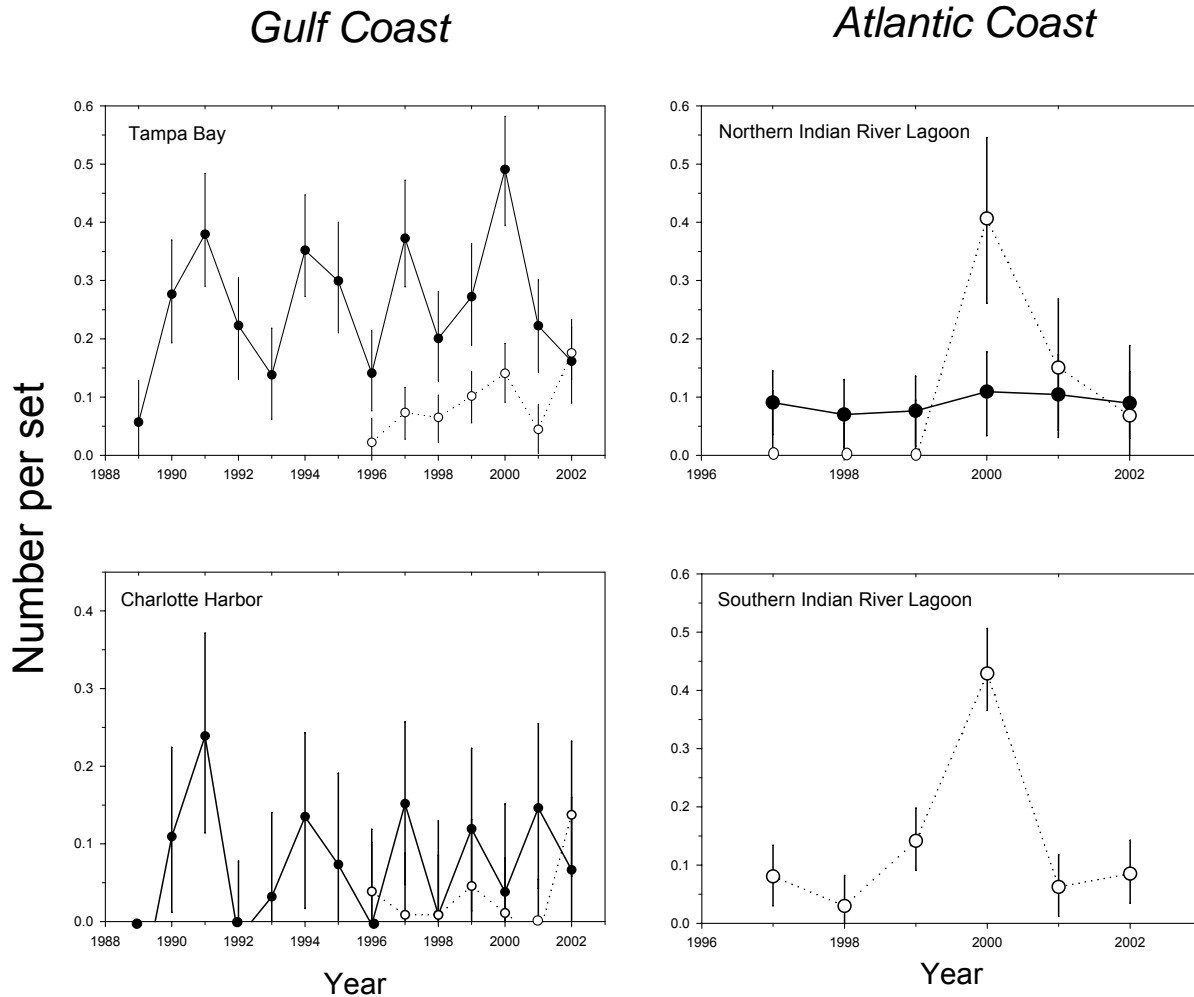 Gulf Coast
Atlantic Coast
Number per set
Tampa Bay
0.6
0.5
0.4
0.3
0.2
0.1
0.0
1988 1990 1992 1994 1996 1998 2000 2002
Northern Indian River Lagoon
0.6
0.5
0.4
0.3
0.2
0.1
0.0
1996 1998 2000 2002
Charlotte Harbor
0.4
0.3
0.2
0.1
0.0
1988 1990 1992 1994 1996 1998 2000 2002
Year
Southern Indian River Lagoon
0.6
0.5
0.4
0.3
0.2
0.1
0.0
1996 1998 2000 2002
Year